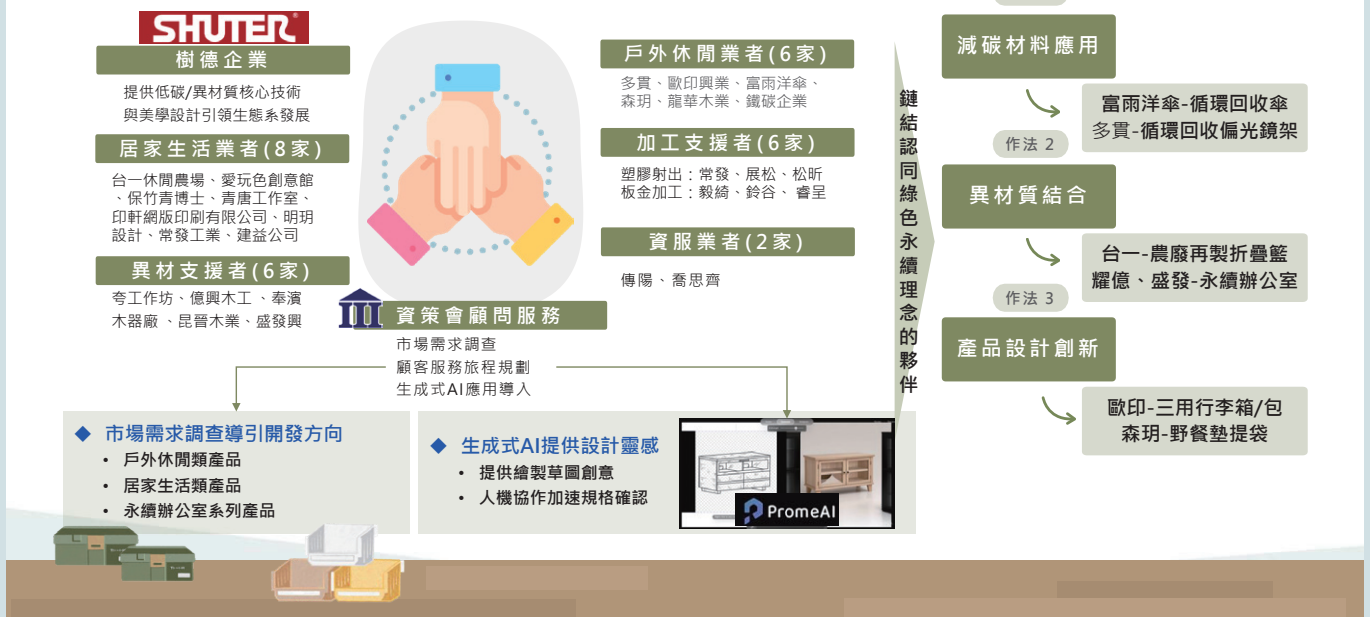 SHUTER
樹德企業
提供低碳/異材質核心技術
與美學設計引領生態系發展
居家生活業者(8家)
台一休閒農場、愛玩色創意館
、保竹青博士、青唐工作室、
印軒網版印刷有限公司、明玥
設計、常發工業、建益公司
異材支援者(6家)
夸工作坊、億興木工 、奉濱
木器廠 、昆晉木業、盛發興
戶外休閒業者(6家)
多貫、歐印興業、富雨洋傘、
森玥、龍華木業、鐵碳企業
加工支援者(6家)
塑膠射出：常發、展松、松昕
板金加工：毅綺、鈴谷、 睿呈
資服業者(2家)
傳陽、喬思齊
資策會顧問服務
市場需求調查
顧客服務旅程規劃
生成式AI應用導入
◆ 市場需求調查導引開發方向
• 戶外休閒類產品
• 居家生活類產品
• 永續辦公室系列產品
◆ 生成式AI提供設計靈感
• 提供繪製草圖創意
• 人機協作加速規格確認
PromeAI
鏈結認同綠色永續理念的夥伴
減碳材料應用
富雨洋傘-循環回收傘
多貫-循環回收偏光鏡架
作法 2
異材質結合
台一-農廢再製折疊籃
耀億、盛發-永續辦公室
作法 3
產品設計創新
歐印-三用行李箱/包
森玥-野餐墊提袋